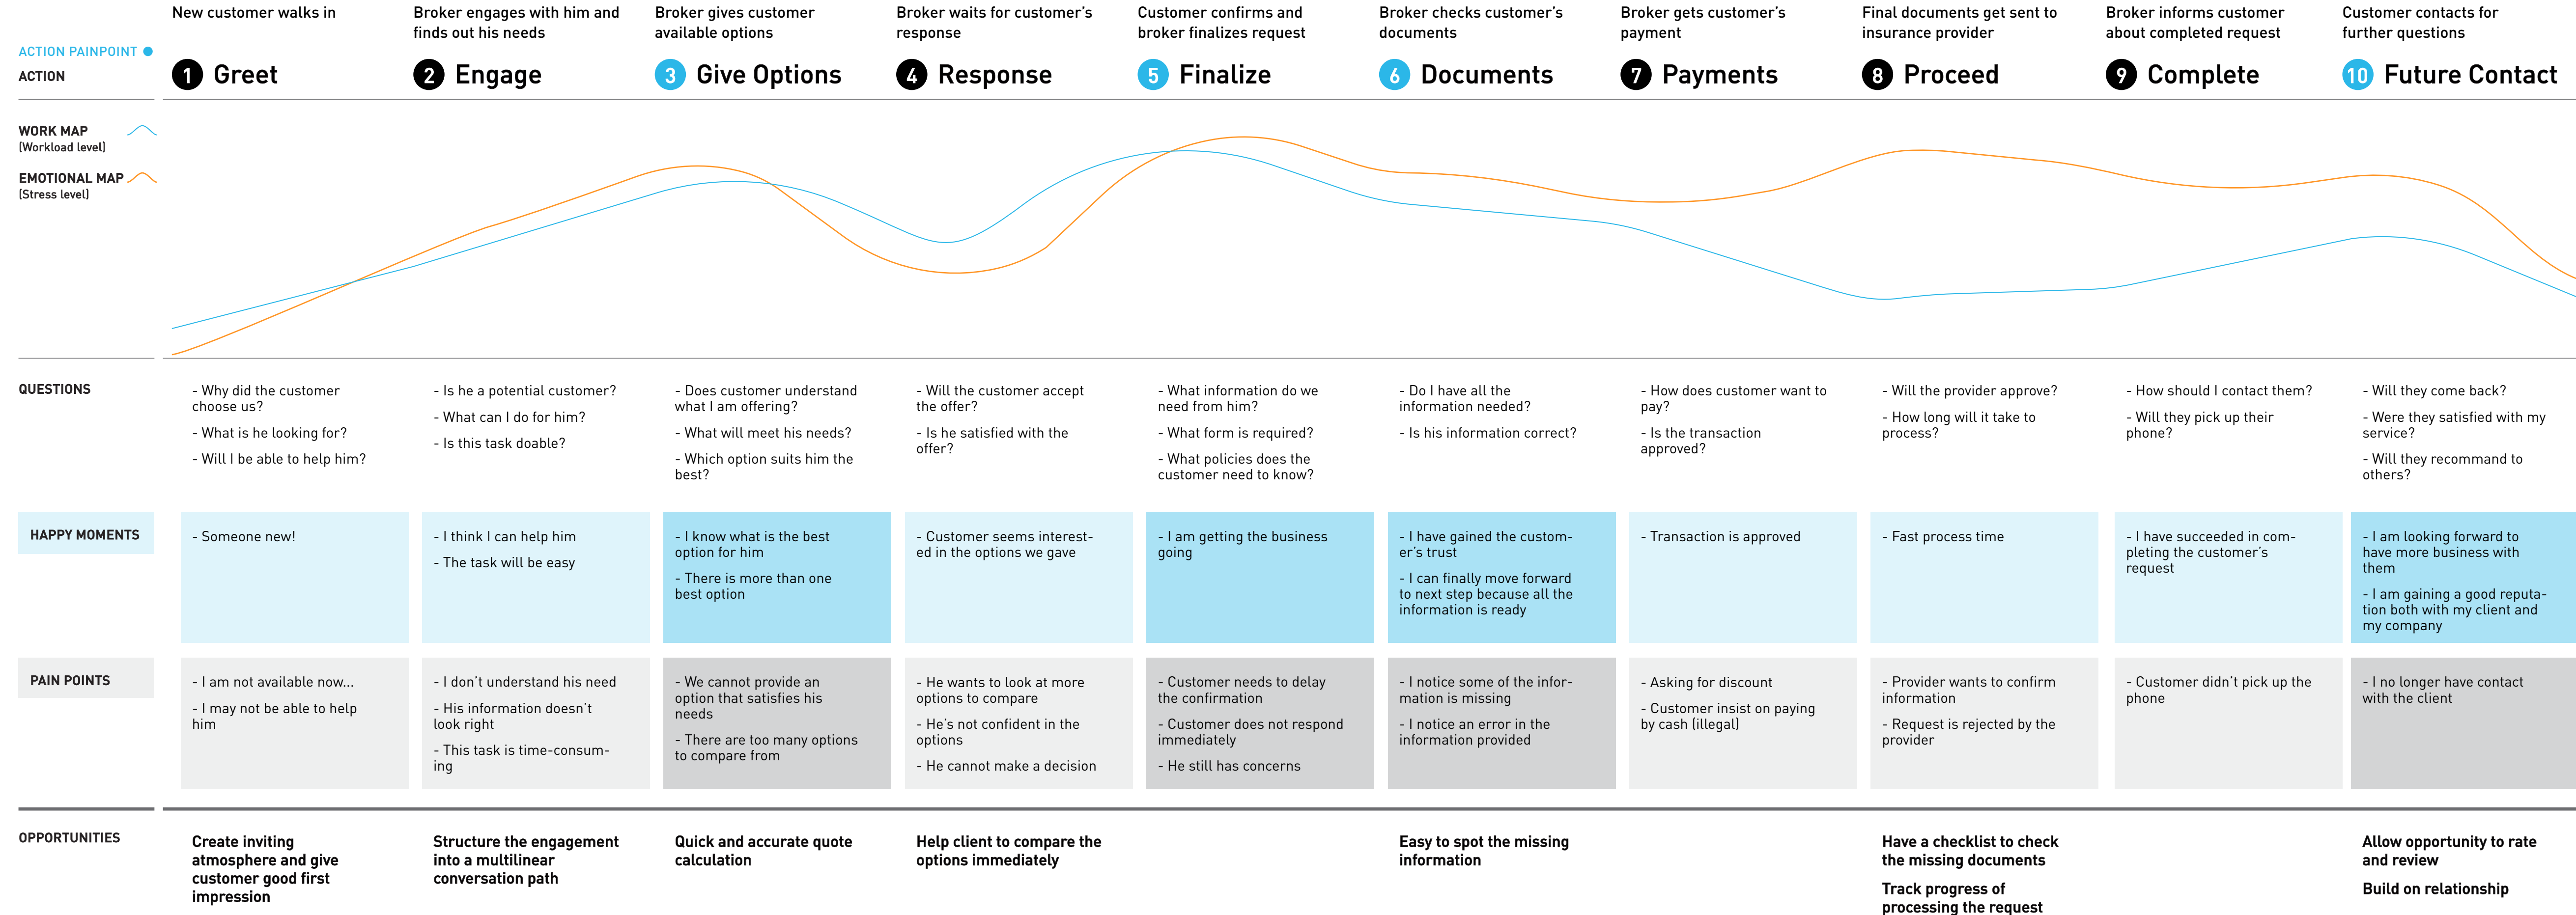 New customer walks in
Broker engages with him and
finds out his needs
Broker gives customer
available options
Broker waits for customer's
response
Customer confirms and
broker finalizes request
Broker checks customer's
documents
Broker gets customer's
payment
Final documents get sent to
insurance provider
Broker informs customer
about completed request
Customer contacts for
further questions
ACTION PAINPOINT
ACTION
1 Greet
2 Engage
3 Give Options
4 Response
5 Finalize
6 Documents
7 Payments
8 Proceed
9 Complete
10 Future Contact
WORK MAP
(Workload level)
EMOTIONAL MAP
(Stress level)
QUESTIONS
- Why did the customer
choose us?
- What is he looking for?
- Will I be able to help him?
- Is he a potential customer?
- What can I do for him?
- Is this task doable?
- Does customer understand
what I am offering?
- What will meet his needs?
- Which option suits him the
best?
- Will the customer accept
the offer?
- Is he satisfied with the
offer?
- What information do we
need from him?
- What form is required?
- What policies does the
customer need to know?
- Do I have all the
information needed?
- Is his information correct?
- How does customer want to
pay?
- Is the transaction
approved?
- Will the provider approve?
- How long will it take to
process?
- How should I contact them?
- Will they pick up their
phone?
- Will they come back?
- Were they satisfied with my
service?
- Will they recommand to
others?
HAPPY MOMENTS
- Someone new!
- I think I can help him
- The task will be easy
- I know what is the best
option for him
- There is more than one
best option
- Customer seems interest-
ed in the options we gave
- I am getting the business
going
- I have gained the custom-
er's trust
- I can finally move forward
to next step because all the
information is ready
- Transaction is approved
- Fast process time
- I have succeeded in com-
pleting the customer's
request
- I am looking forward to
have more business with
them
- I am gaining a good reputa-
tion both with my client and
my company
PAIN POINTS
- I am not available now...
- I may not be able to help
him
- I don't understand his need
- His information doesn't
look right
- This task is time-consum-
ing
- We cannot provide an
option that satisfies his
needs
- There are too many options
to compare from
- He wants to look at more
options to compare
- He's not confident in the
options
- He cannot make a decision
- Customer needs to delay
the confirmation
- Customer does not respond
immediately
- He still has concerns
- I notice some of the infor-
mation is missing
- I notice an error in the
information provided
- Asking for discount
- Customer insist on paying
by cash (illegal)
- Provider wants to confirm
information
- Request is rejected by the
provider
- Customer didn't pick up the
phone
- I no longer have contact
with the client
OPPORTUNITIES
Create inviting
atmosphere and give
customer good first
impression
Structure the engagement
into a multilinear
conversation path
Quick and accurate quote
calculation
Help client to compare the
options immediately
Easy to spot the missing
information
Have a checklist to check
the missing documents
Track progress of
processing the request
Allow opportunity to rate
and review
Build on relationship